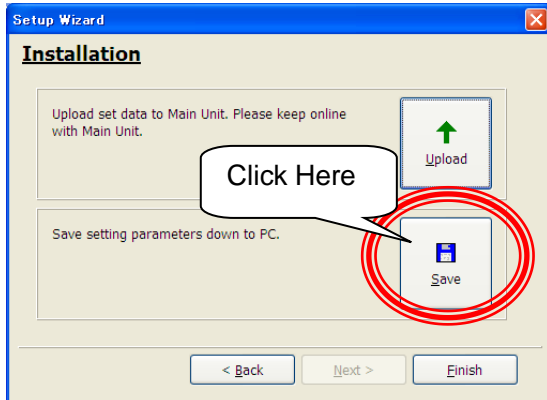 Setup Wizard
Installation
Upload set data to Main Unit. Please keep online
with Main Unit.
Upload
Click Here
Save setting parameters down to PC.
Save
< Back
Next >
Finish